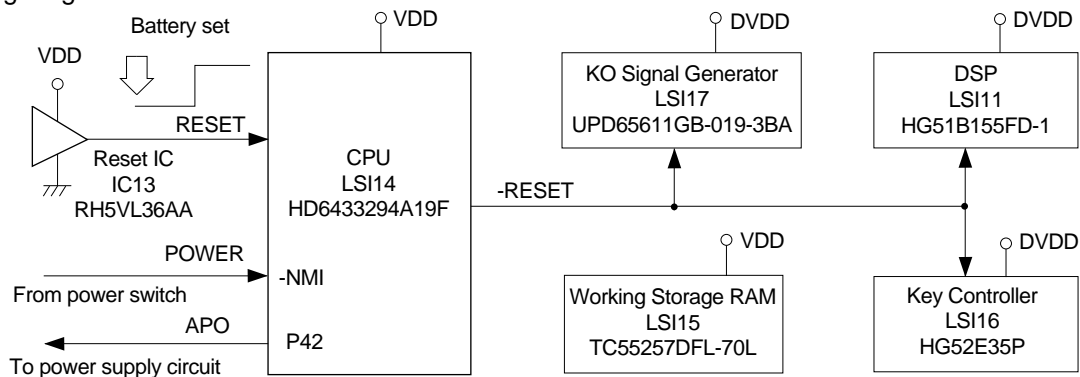 Battery set
VDD
VDD
RESET
Reset IC
IC13
RH5VL36AA
POWER
From power switch
APO
To power supply circuit
CPU
LSI14
HD6433294A19F
-NMI
P42
-RESET
DVDD
KO Signal Generator
LSI17
UPD65611GB-019-3BA
DVDD
DSP
LSI11
HG51B155FD-1
VDD
Working Storage RAM
LSI15
TC55257DFL-70L
DVDD
Key Controller
LSI16
HG52E35P